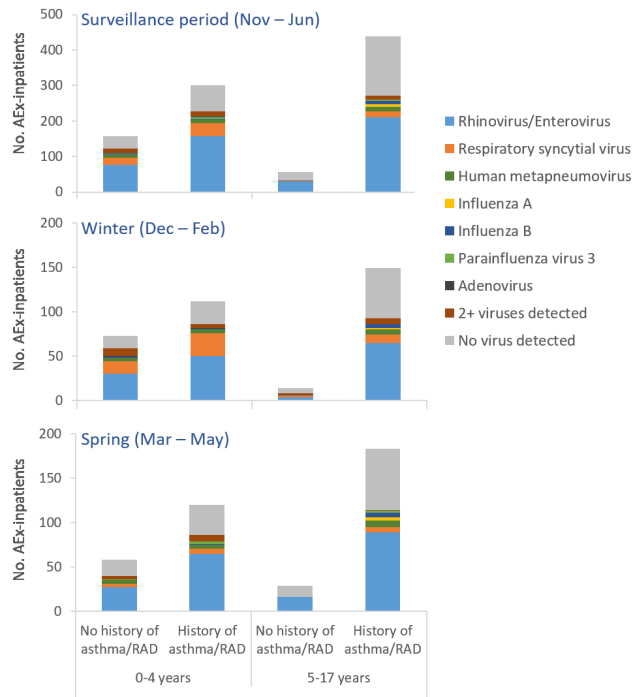 Surveillance period (Nov – Jun)
No. AEx-inpatients
500
400
300
200
100
0
Winter (Dec – Feb)
No. AEx-inpatients
200
150
100
50
0
Spring (Mar – May)
No. AEx-inpatients
200
150
100
50
0
No history of asthma/RAD
History of asthma/RAD
No history of asthma/RAD
History of asthma/RAD
0-4 years
5-17 years
Rhinovirus/Enterovirus
Respiratory syncytial virus
Human metapneumovirus
Influenza A
Influenza B
Parainfluenza virus 3
Adenovirus
2+ viruses detected
No virus detected